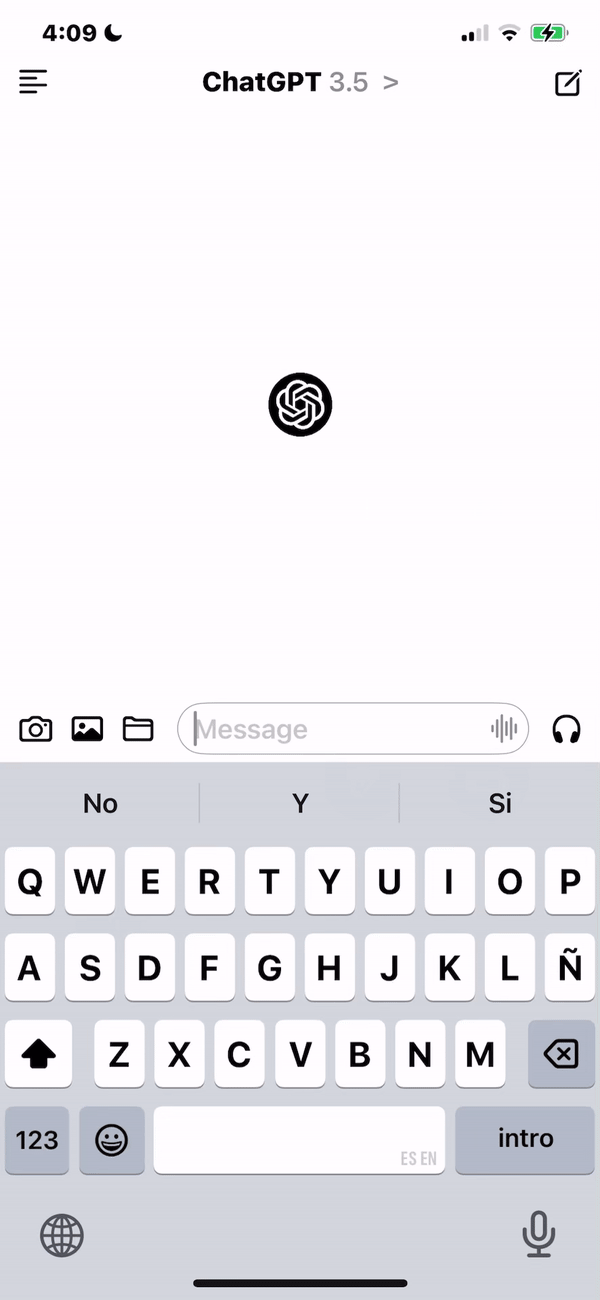 4:09
ChatGPT 3.5 >
Message
No Y Si
Q W E R T Y U I O P
A S D F G H J K L Ñ
Z X C V B N M
123 ES EN intro